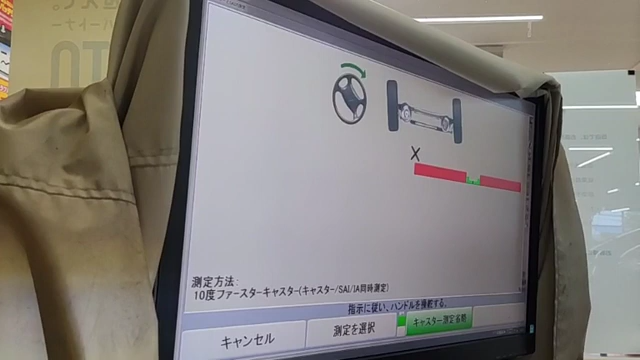 測定方法:
10度ファースターキャスター(キャスター/SAI/IA同時測定)
指示に従い、ハンドルを操舵する。
キャンセル
測定を選択
キャスター測定省略